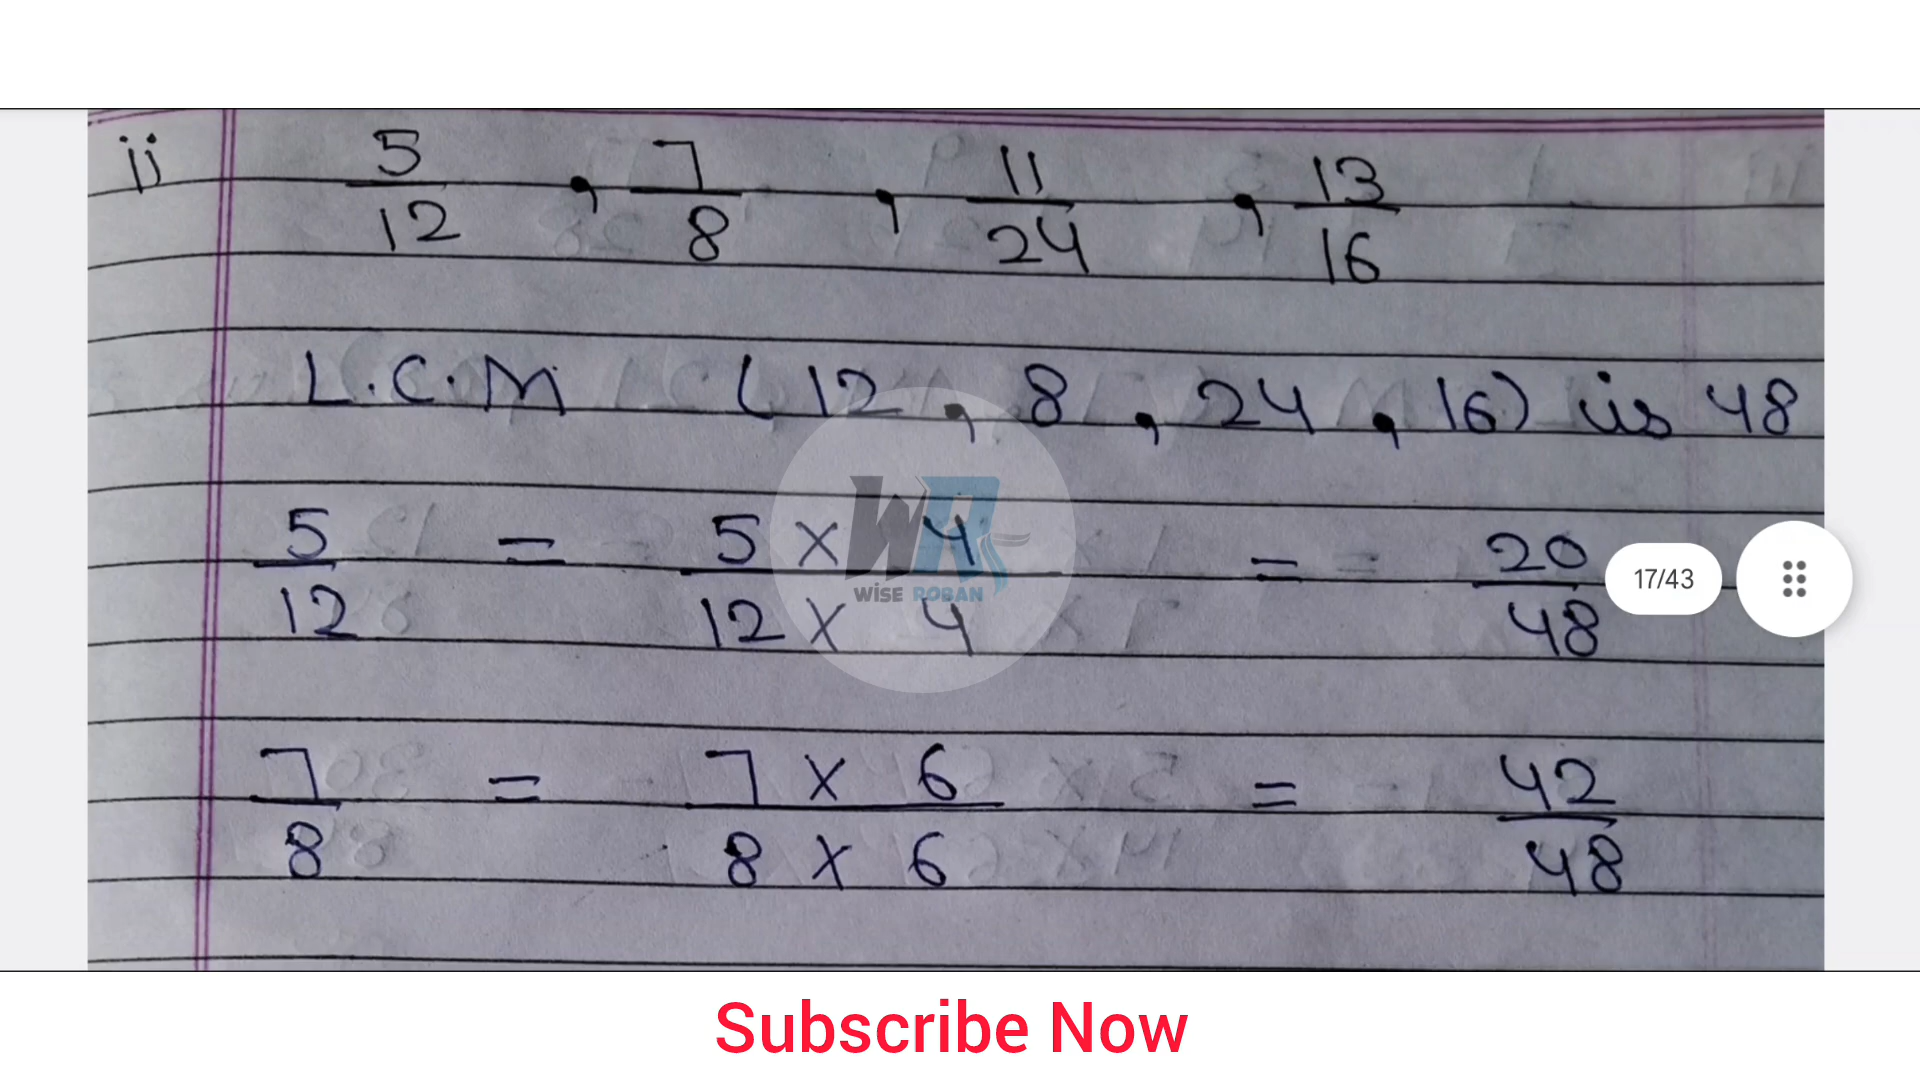 ii 5/12 , 7/8 , 11/24 , 13/16
L.C.M (12, 8, 24, 16) is 48
5/12 = 5 × 4 / 12 × 4 = 20/48
17/43
WISE ROBAN
7/8 = 7 × 6 / 8 × 6 = 42/48
Subscribe Now